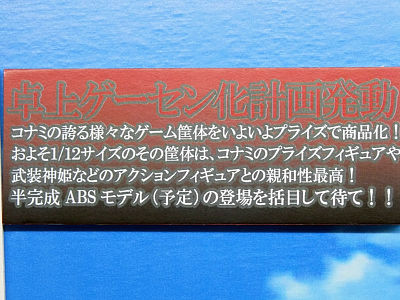 卓上ゲーセン化計画発動
コナミの誇る様々なゲーム筐体をいよいよプライズで商品化!
およそ1/12サイズのその筐体は、コナミのプライズフィギュアや
武装神姫などのアクションフィギュアとの親和性最高!
半完成 ABS モデル(予定)の登場を括目して待て!!